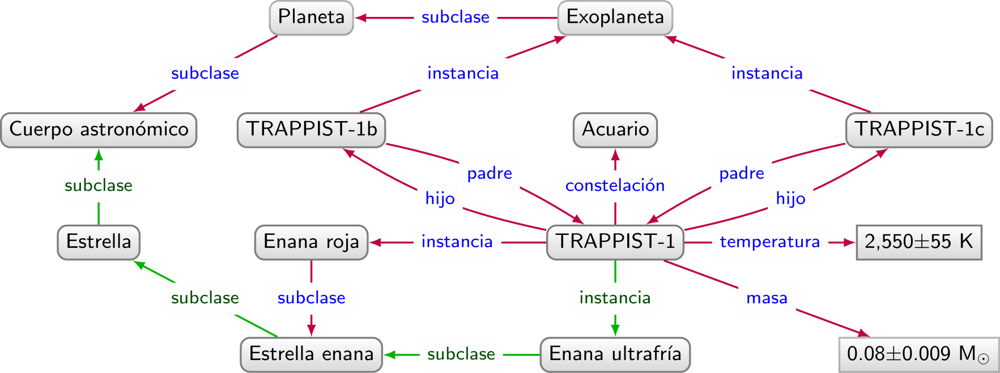 Planeta
subclase
Exoplaneta
subclase
instancia
instancia
Cuerpo astronómico
TRAPPIST-1b
Acuario
TRAPPIST-1c
subclase
padre
constelación
padre
hijo
hijo
Estrella
Enana roja
instancia
TRAPPIST-1
temperatura
2,550±55 K
subclase
subclase
instancia
masa
Estrella enana
subclase
Enana ultrafría
0.08±0.009 M☉